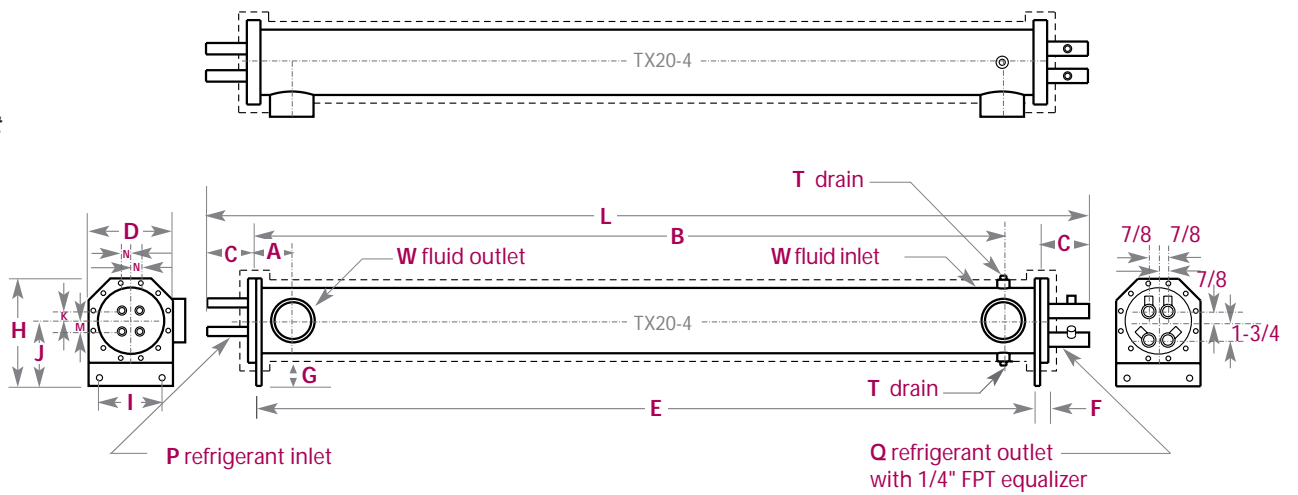 TX20-4
T drain
L
D
B
7/8 7/8
N
C
A
C
N
W fluid outlet
W fluid inlet
7/8
H
K
M
J
TX20-4
1-3/4
G
I
T drain
E
F
P refrigerant inlet
Q refrigerant outlet
with 1/4" FPT equalizer